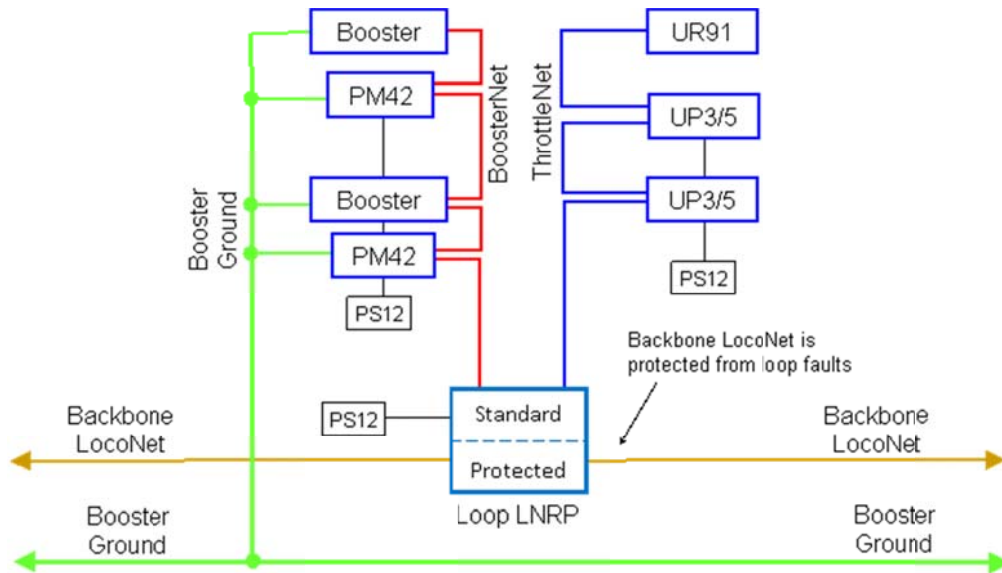 Booster
UR91
PM42
UP3/5
BoosterNet
ThrottleNet
Booster
UP3/5
Booster
Ground
PM42
PS12
PS12
Backbone LocoNet is
protected from loop faults
PS12
Standard
Backbone
LocoNet
Backbone
LocoNet
Protected
Loop LNRP
Booster
Ground
Booster
Ground